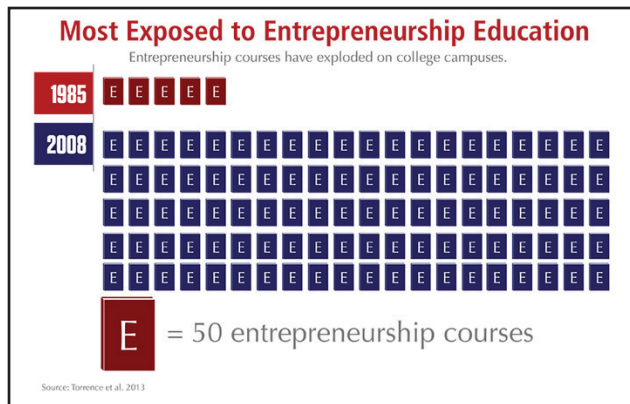 Most Exposed to Entrepreneurship Education
Entrepreneurship courses have exploded on college campuses.
1985 E E E E E
2008 E E E E E E E E E E E E E E E E E E E E
E E E E E E E E E E E E E E E E E E E E
E E E E E E E E E E E E E E E E E E E E
E E E E E E E E E E E E E E E E E E E E
E E E E E E E E E E E E E E E E E E E E
E = 50 entrepreneurship courses
Source: Torrence et al. 2013